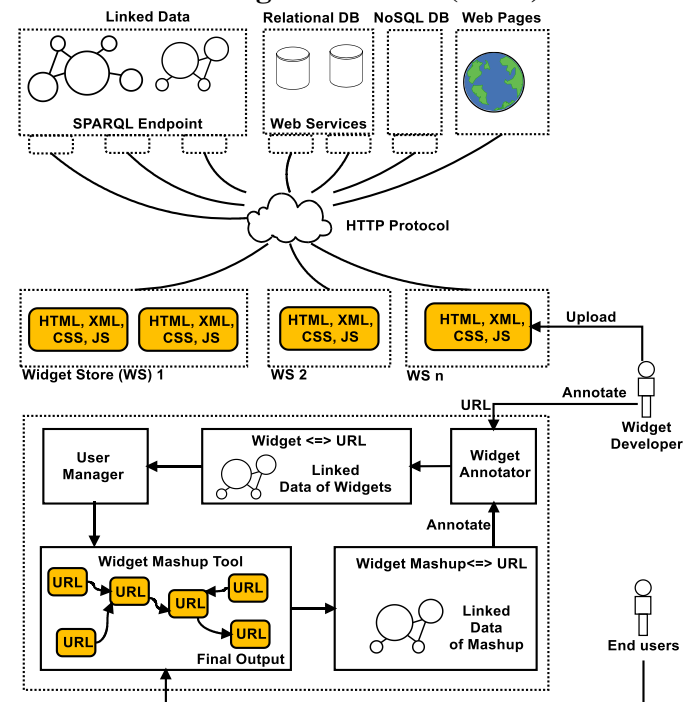 Linked Data
Relational DB
NoSQL DB
Web Pages
SPARQL Endpoint
Web Services
HTTP Protocol
HTML, XML,
CSS, JS
HTML, XML,
CSS, JS
HTML, XML,
CSS, JS
HTML, XML,
CSS, JS
Upload
Widget Store (WS) 1
WS 2
WS n
Annotate
URL
Widget
Developer
User
Manager
Widget <=> URL
Linked
Data of Widgets
Widget
Annotator
Annotate
Widget Mashup Tool
URL
URL
URL
URL
URL
URL
Final Output
Widget Mashup<=> URL
Linked
Data
of Mashup
End users